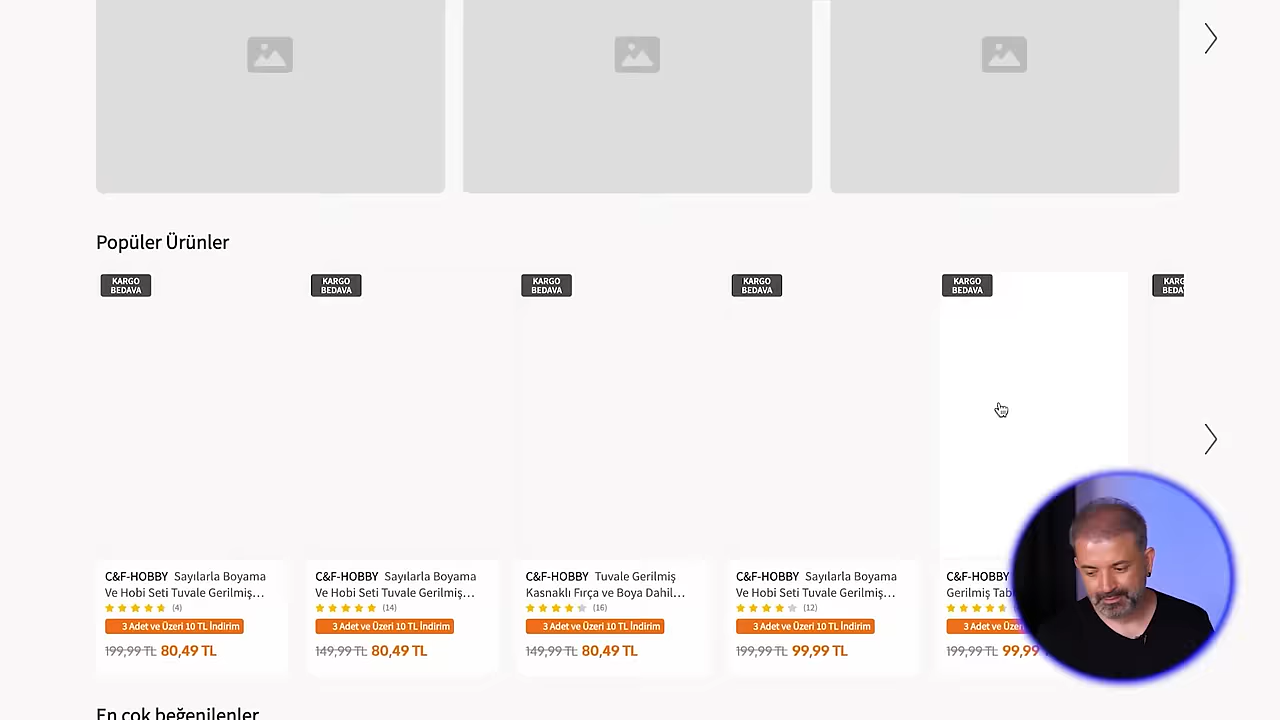 Popüler Ürünler
KARGO
BEDAVA
KARGO
BEDAVA
KARGO
BEDAVA
KARGO
BEDAVA
KARGO
BEDAVA
C&F-HOBBY Sayılarla Boyama
Ve Hobi Seti Tuvale Gerilmiş…
(4)
3 Adet ve Üzeri 10 TL İndirim
199,99 TL 80,49 TL
C&F-HOBBY Sayılarla Boyama
Ve Hobi Seti Tuvale Gerilmiş…
(14)
3 Adet ve Üzeri 10 TL İndirim
149,99 TL 80,49 TL
C&F-HOBBY Tuvale Gerilmiş
Kasnaklı Fırça ve Boya Dahil…
(16)
3 Adet ve Üzeri 10 TL İndirim
149,99 TL 80,49 TL
C&F-HOBBY Sayılarla Boyama
Ve Hobi Seti Tuvale Gerilmiş…
(12)
3 Adet ve Üzeri 10 TL İndirim
199,99 TL 99,99 TL
C&F-HOBBY
Gerilmiş
3 Adet ve
199,99 TL 99,99
En çok beğenilenler